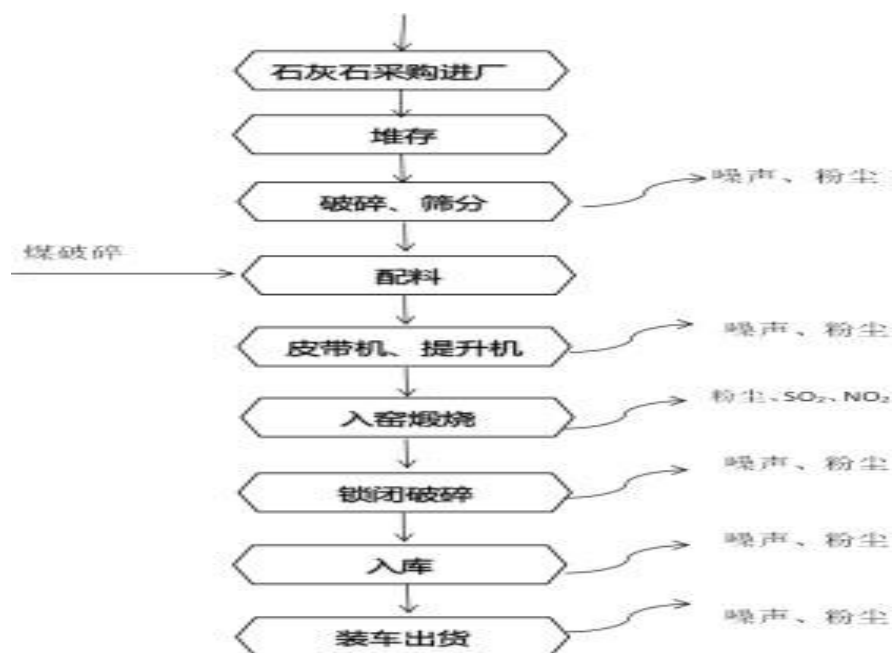 石灰石采购进厂
堆存
破碎、筛分
噪声、粉尘
煤破碎
配料
皮带机、提升机
噪声、粉尘
入窑煅烧
粉尘、SO₂、NO₂
锁闭破碎
噪声、粉尘
入库
噪声、粉尘
装车出货
噪声、粉尘